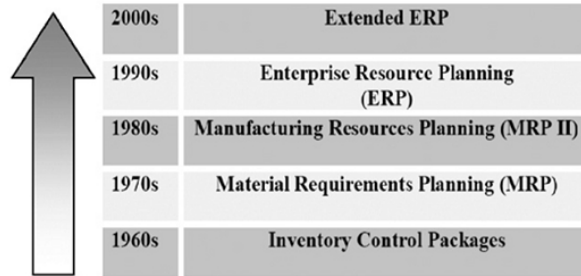 2000s Extended ERP
1990s Enterprise Resource Planning
(ERP)
1980s Manufacturing Resources Planning (MRP II)
1970s Material Requirements Planning (MRP)
1960s Inventory Control Packages